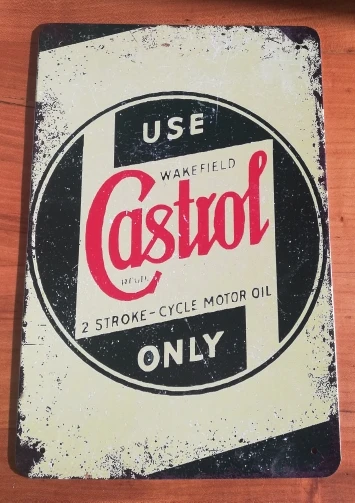 USE
WAKEFIELD
Castrol
REGD.
2 STROKE-CYCLE MOTOR OIL
ONLY